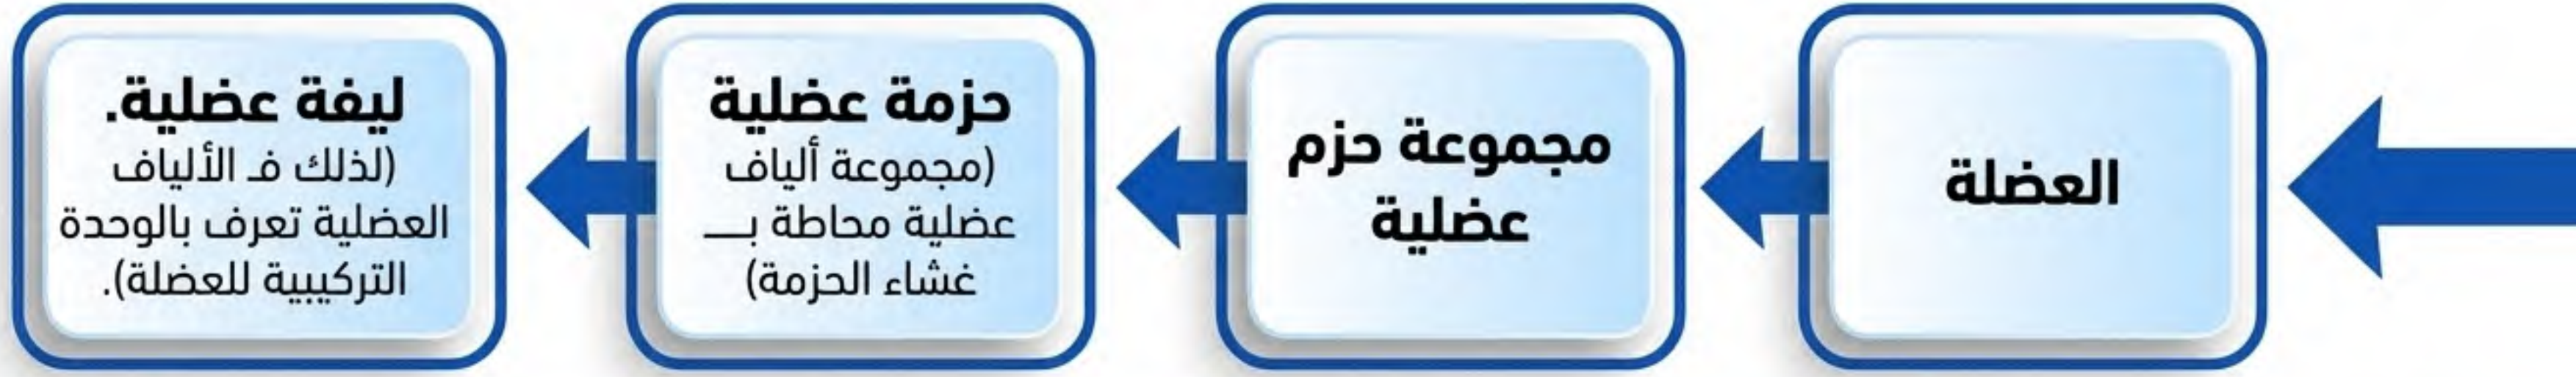 العضلة
مجموعة حزم
عضلية
حزمة عضلية
(مجموعة ألياف
عضلية محاطة بـــ
غشاء الحزمة)
ليفة عضلية.
(لذلك فـ الألياف
العضلية تعرف بالوحدة
التركيبية للعضلة).